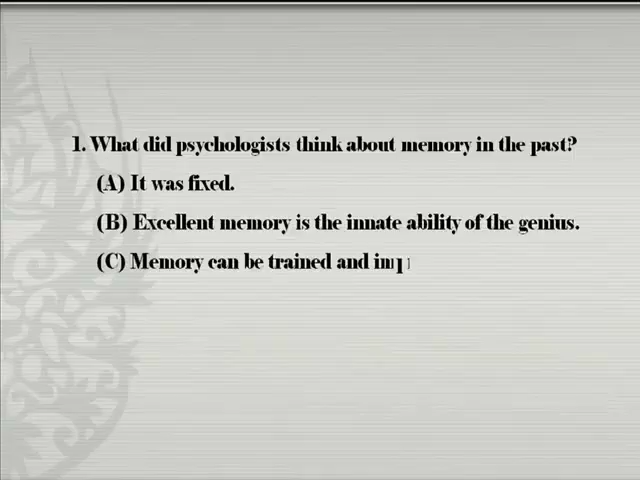 1. What did psychologists think about memory in the past?
(A) It was fixed.
(B) Excellent memory is the innate ability of the genius.
(C) Memory can be trained and